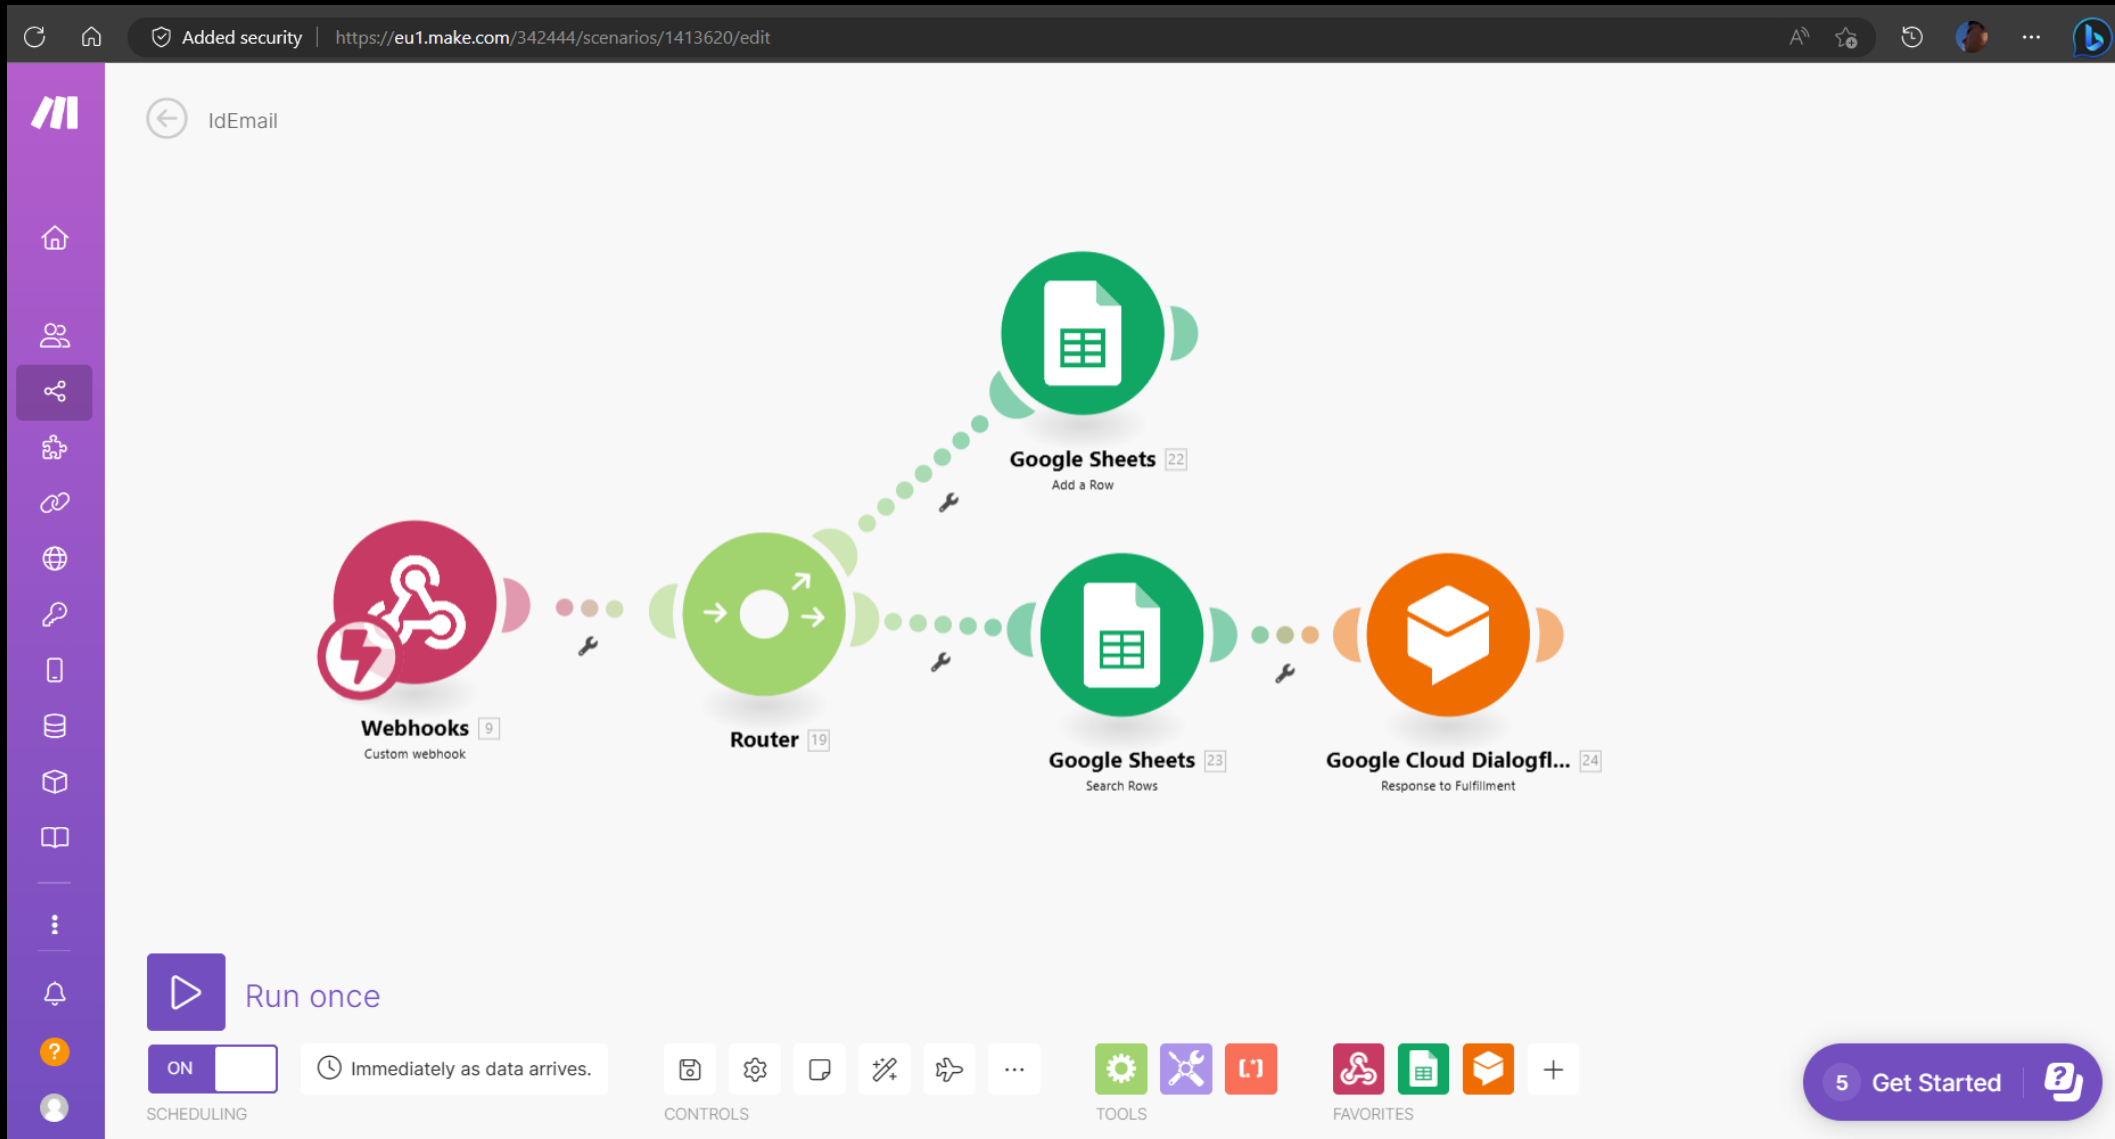 Added security | https://eu1.make.com/342444/scenarios/1413620/edit
IdEmail
Google Sheets 22
Add a Row
Webhooks 9
Custom webhook
Router 19
Google Sheets 23
Search Rows
Google Cloud Dialogfl... 24
Response to Fulfillment
Run once
ON
Immediately as data arrives.
SCHEDULING
CONTROLS
TOOLS
FAVORITES
5 Get Started